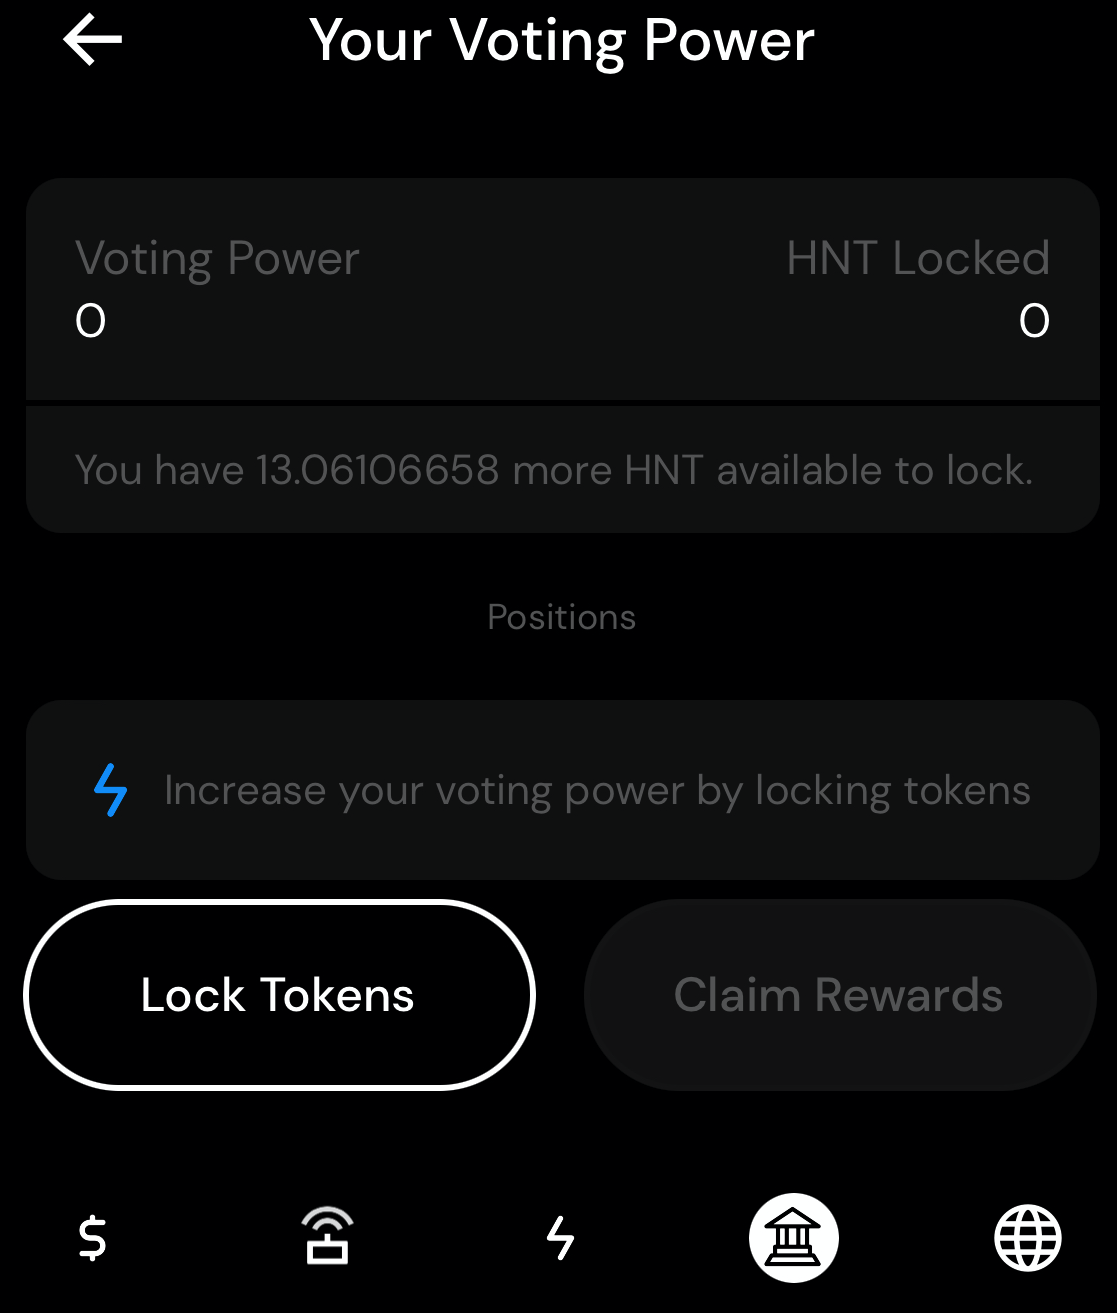 Your Voting Power
Voting Power
HNT Locked
0
0
You have 13.06106658 more HNT available to lock.
Positions
Increase your voting power by locking tokens
Lock Tokens
Claim Rewards